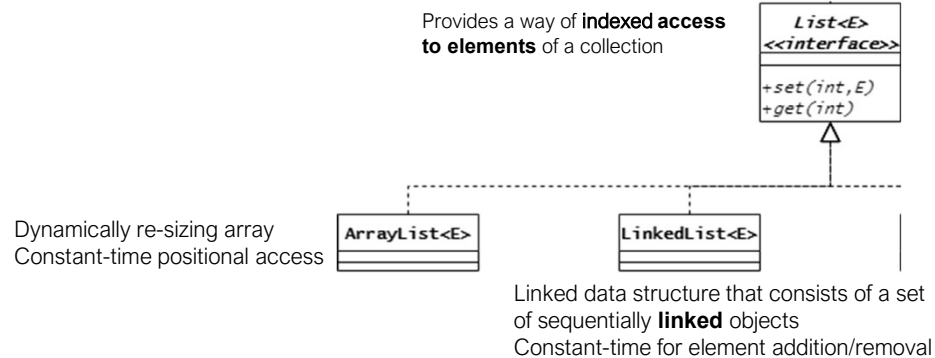 Provides a way of indexed access
to elements of a collection
List<E>
<<interface>>
+set(int,E)
+get(int)
Dynamically re-sizing array
Constant-time positional access
ArrayList<E>
LinkedList<E>
Linked data structure that consists of a set
of sequentially linked objects
Constant-time for element addition/removal